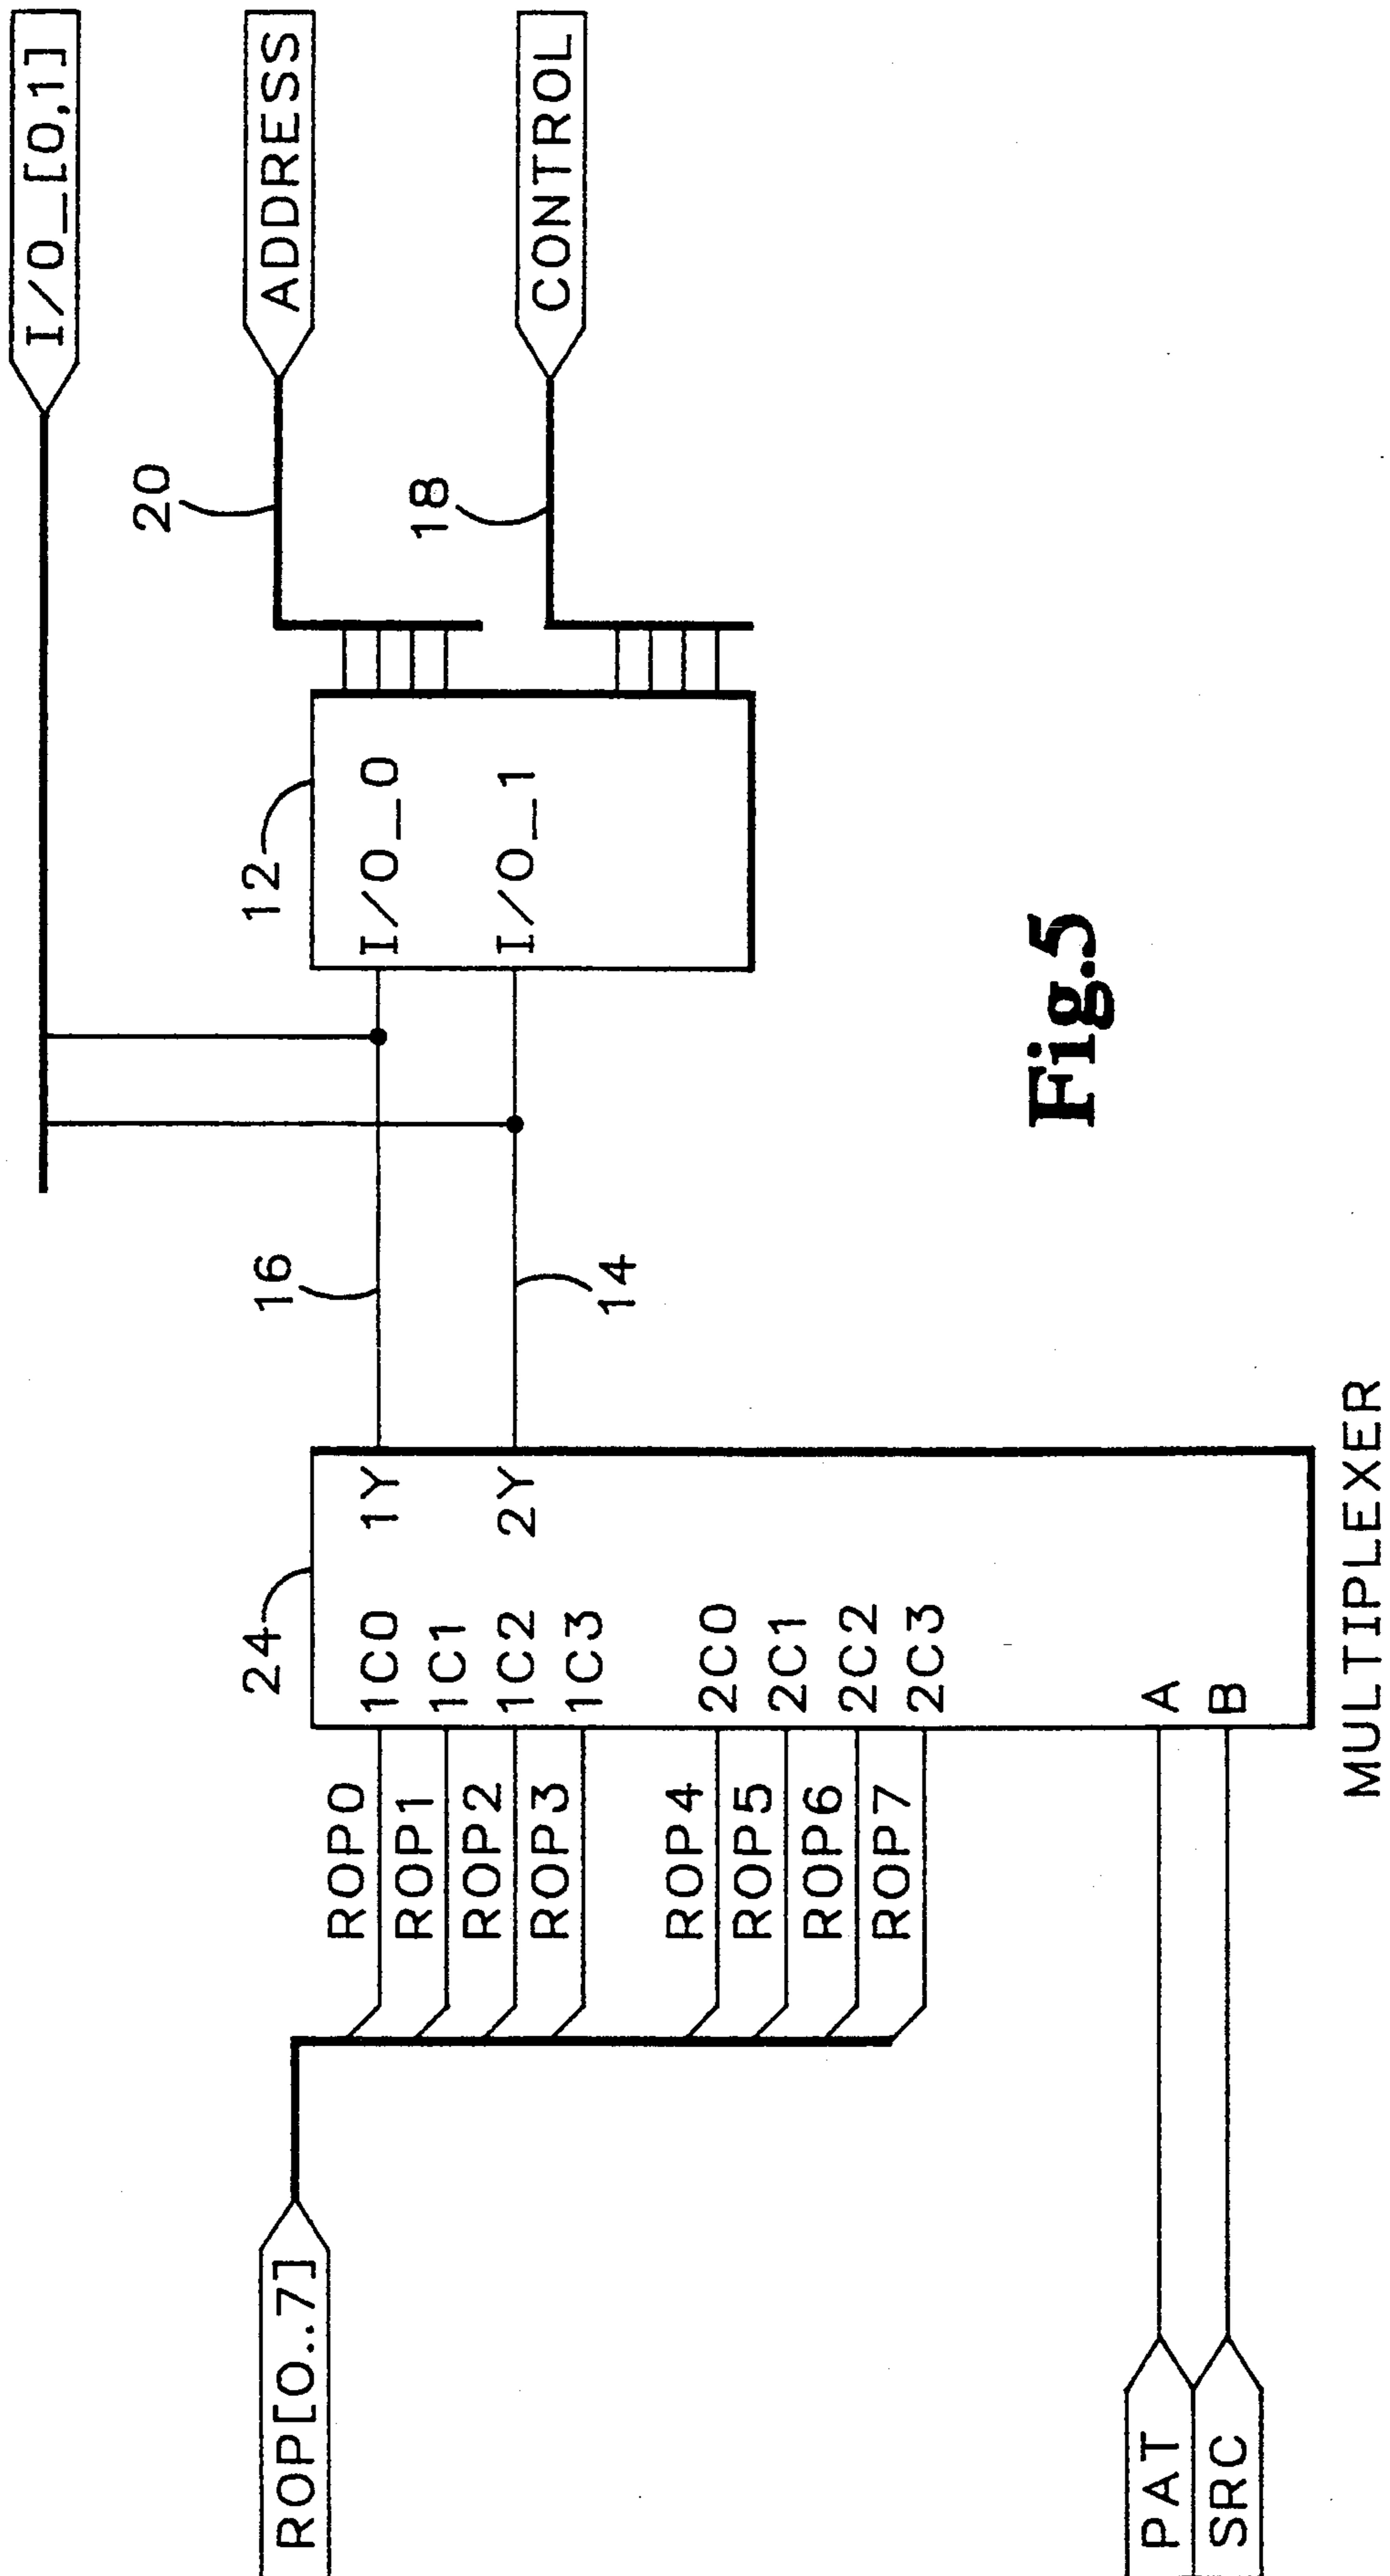 I/O_[0,1]
ADDRESS
CONTROL
20
18
12
I/O_0
I/O_1
16
14
24
1C0 1Y
1C1
1C2 2Y
1C3
2C0
2C1
2C2
2C3
A
B
ROP0
ROP1
ROP2
ROP3
ROP4
ROP5
ROP6
ROP7
ROP[0..7]
PAT
SRC
MULTIPLEXER
Fig.5